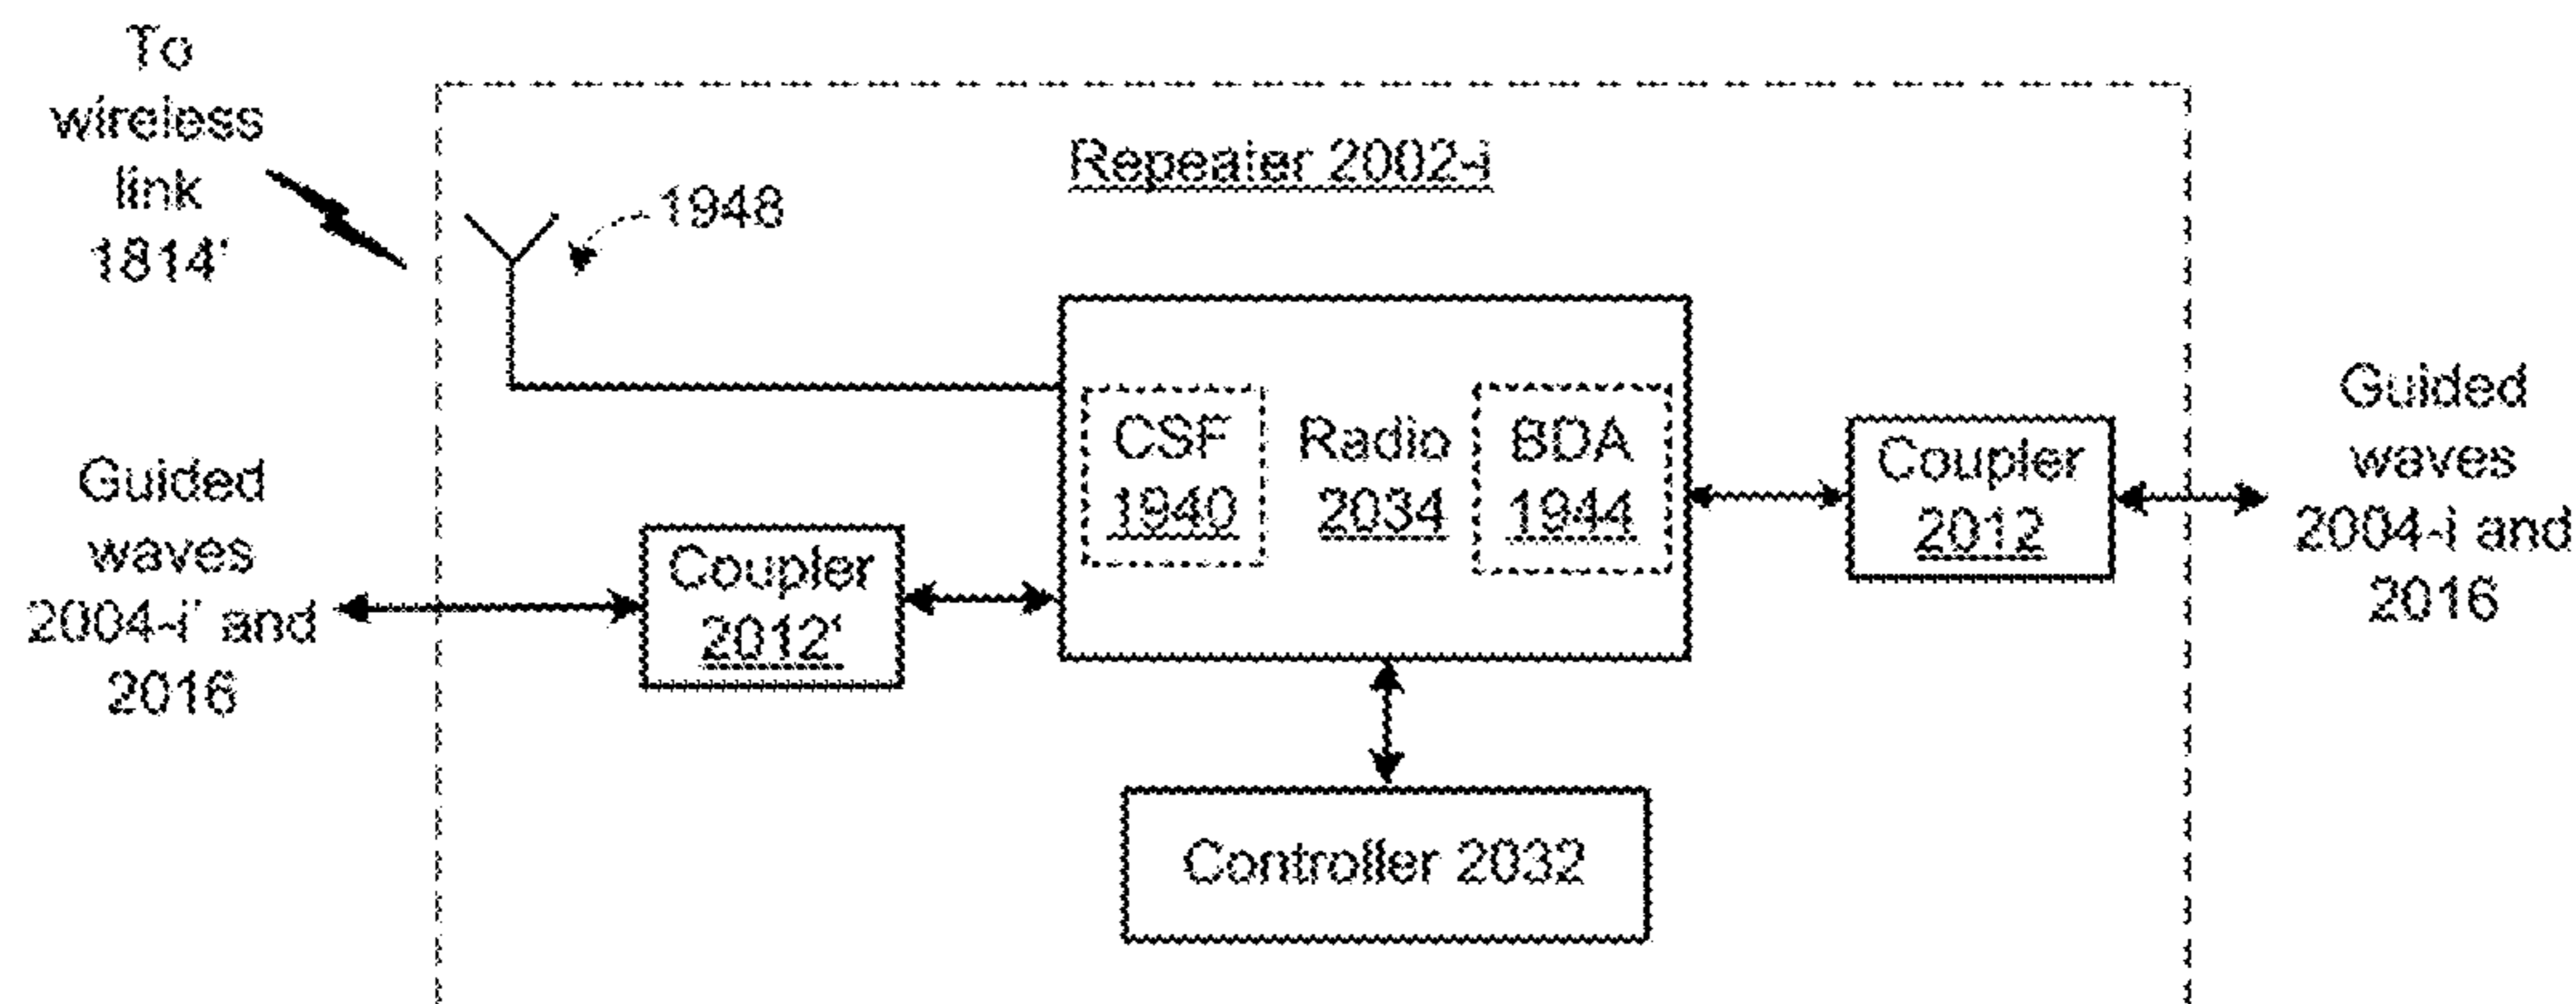 To
wireless
link
1814'
Repeater 2002-i
1948
Guided
waves
2004-i' and
2016
Coupler
2012'
CSF
1940
Radio
2034
BDA
1944
Coupler
2012
Guided
waves
2004-i and
2016
Controller 2032